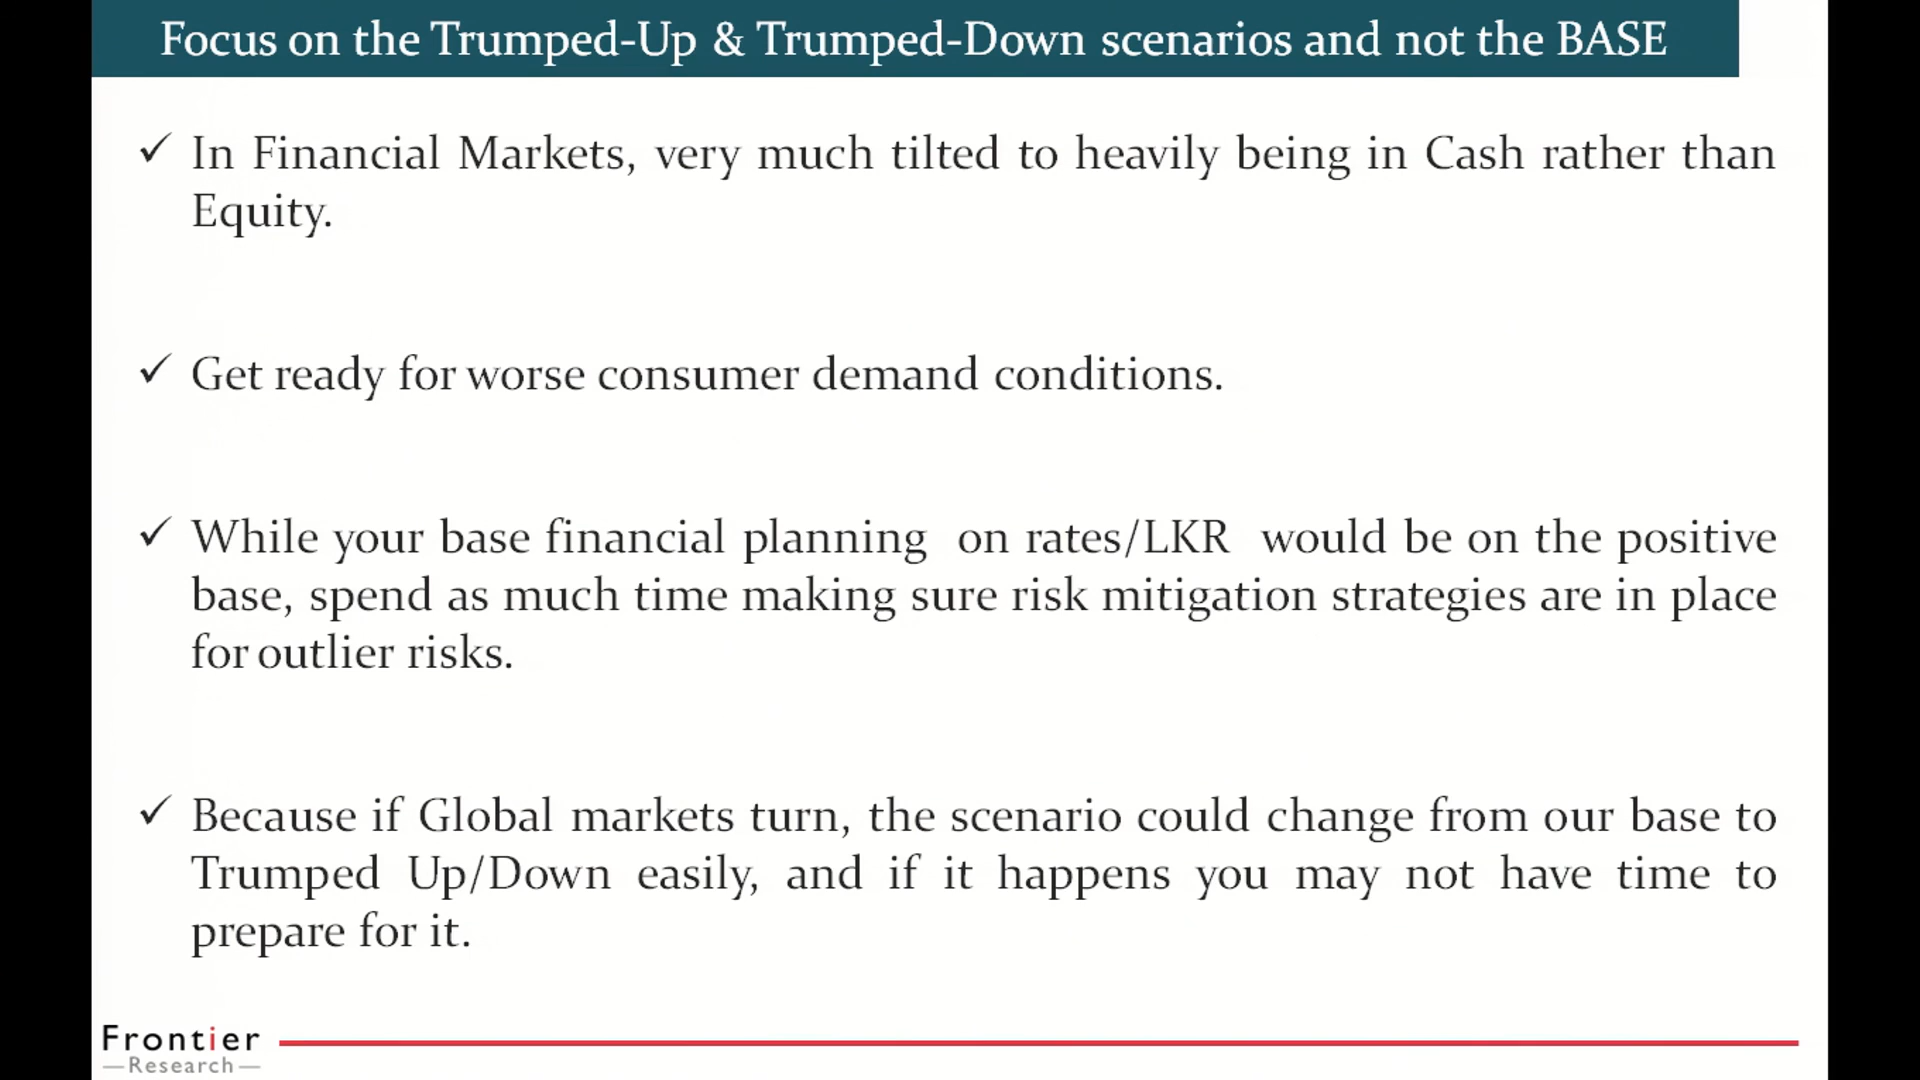 Focus on the Trumped-Up & Trumped-Down scenarios and not the BASE
✓ In Financial Markets, very much tilted to heavily being in Cash rather than
Equity.
✓ Get ready for worse consumer demand conditions.
✓ While your base financial planning on rates/LKR would be on the positive
base, spend as much time making sure risk mitigation strategies are in place
for outlier risks.
✓ Because if Global markets turn, the scenario could change from our base to
Trumped Up/Down easily, and if it happens you may not have time to
prepare for it.
Frontier
—Research—